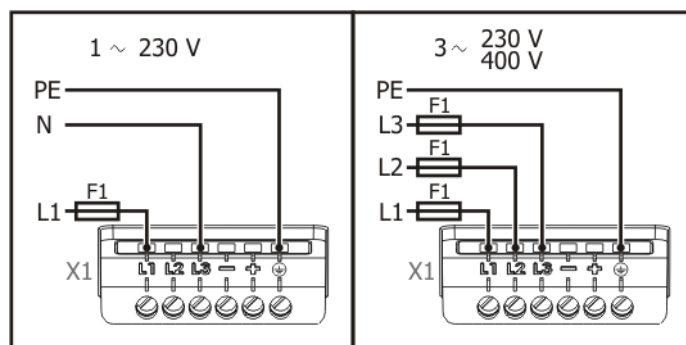 1 ~ 230 V
PE
N
F1
L1
X1
L1 L2 L3 − +
3 ~ 230 V
400 V
PE
F1
L3
F1
L2
F1
L1
X1
L1 L2 L3 − +